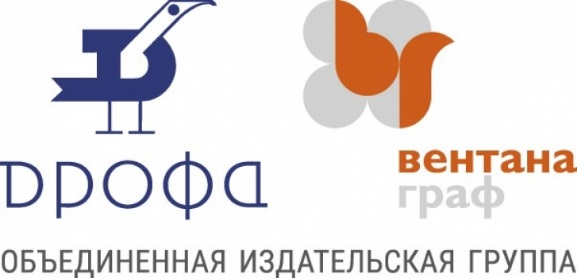 дрофа
вентана
граф
ОБЪЕДИНЕННАЯ ИЗДАТЕЛЬСКАЯ ГРУППА